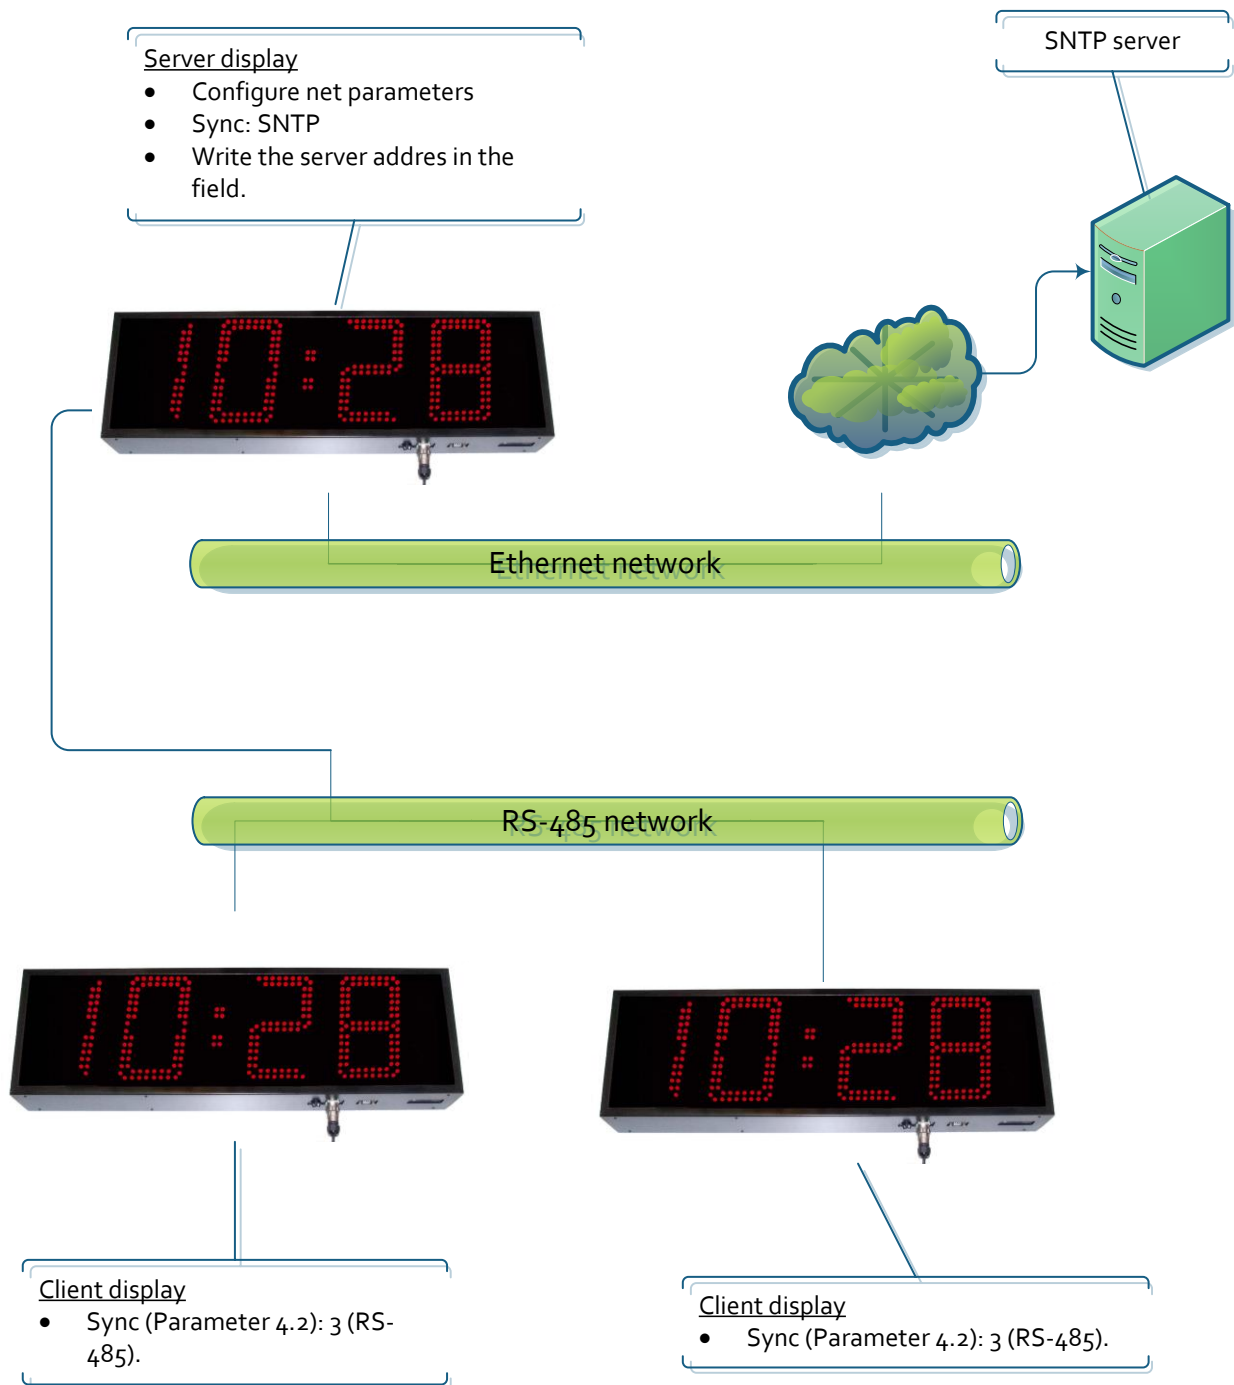 SNTP server
Server display
• Configure net parameters
• Sync: SNTP
• Write the server addres in the
field.
10:28
Ethernet network
RS-485 network
10:28
10:28
Client display
• Sync (Parameter 4.2): 3 (RS-
485).
Client display
• Sync (Parameter 4.2): 3 (RS-485).